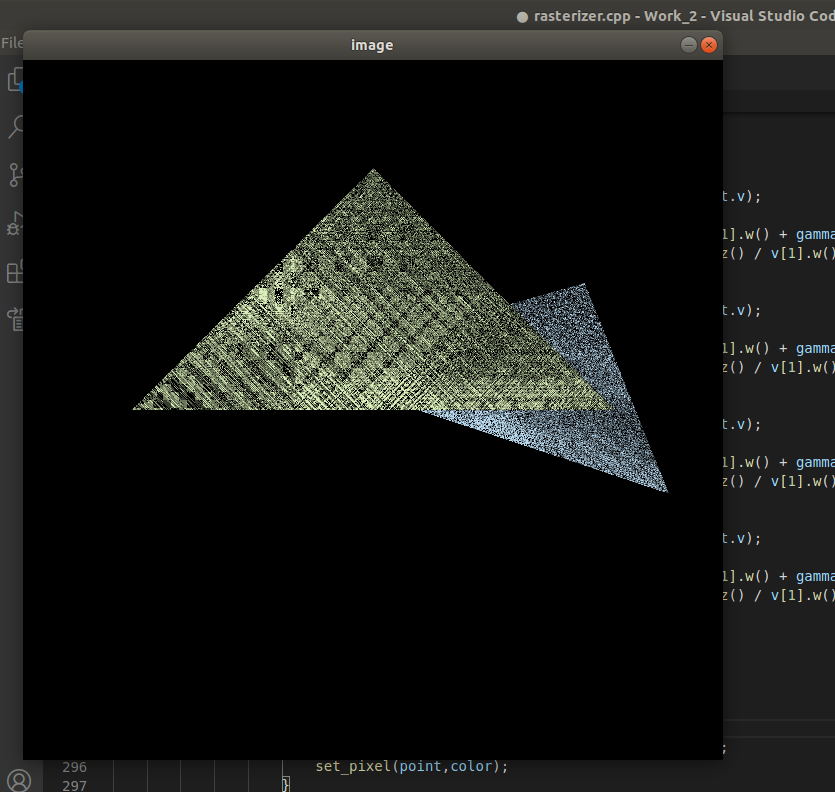 ● rasterizer.cpp - Work_2 - Visual Studio Cod
File
image
t.v);
1].w() + gamma
z() / v[1].w()
t.v);
1].w() + gamma
z() / v[1].w()
t.v);
1].w() + gamma
z() / v[1].w()
t.v);
1].w() + gamma
z() / v[1].w()
;
296 set_pixel(point,color);
297 }